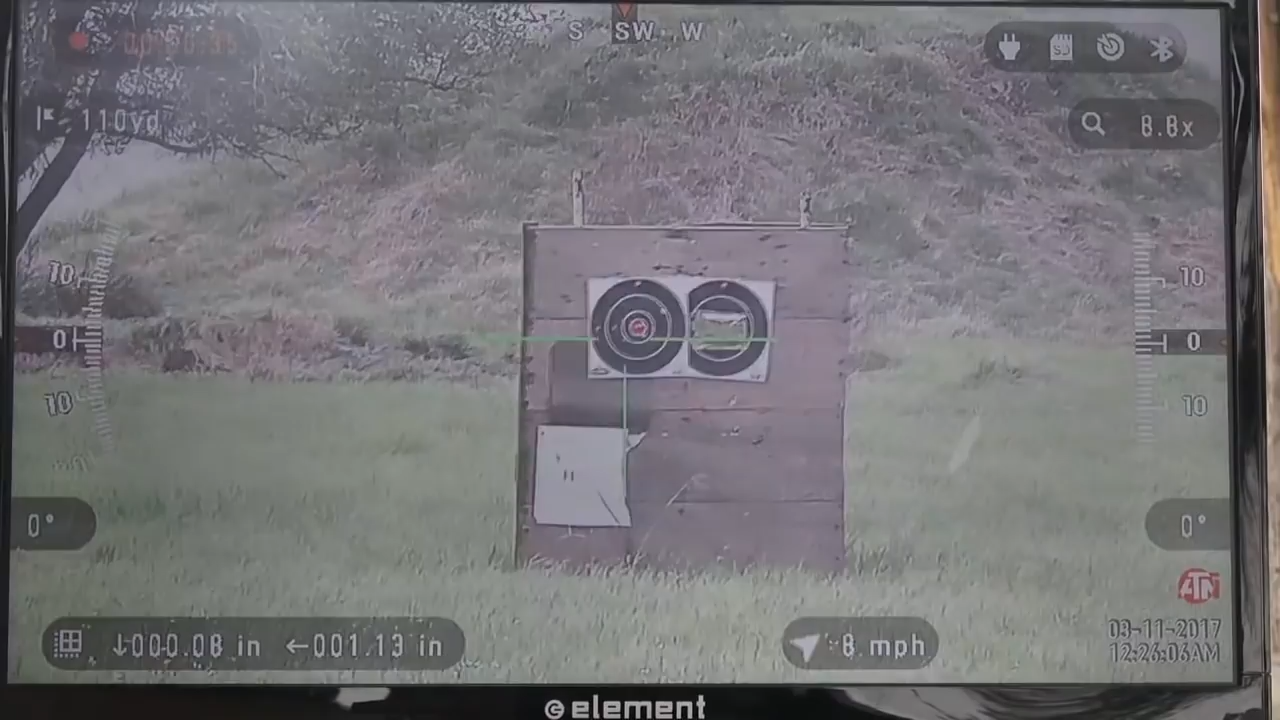 S SW W
SD
110yd
8.8x
10
0
10
10
0
10
0°
0°
ATN
↓000.08 in ←001.13 in
8 mph
03-11-2017
12:26:06AM
element